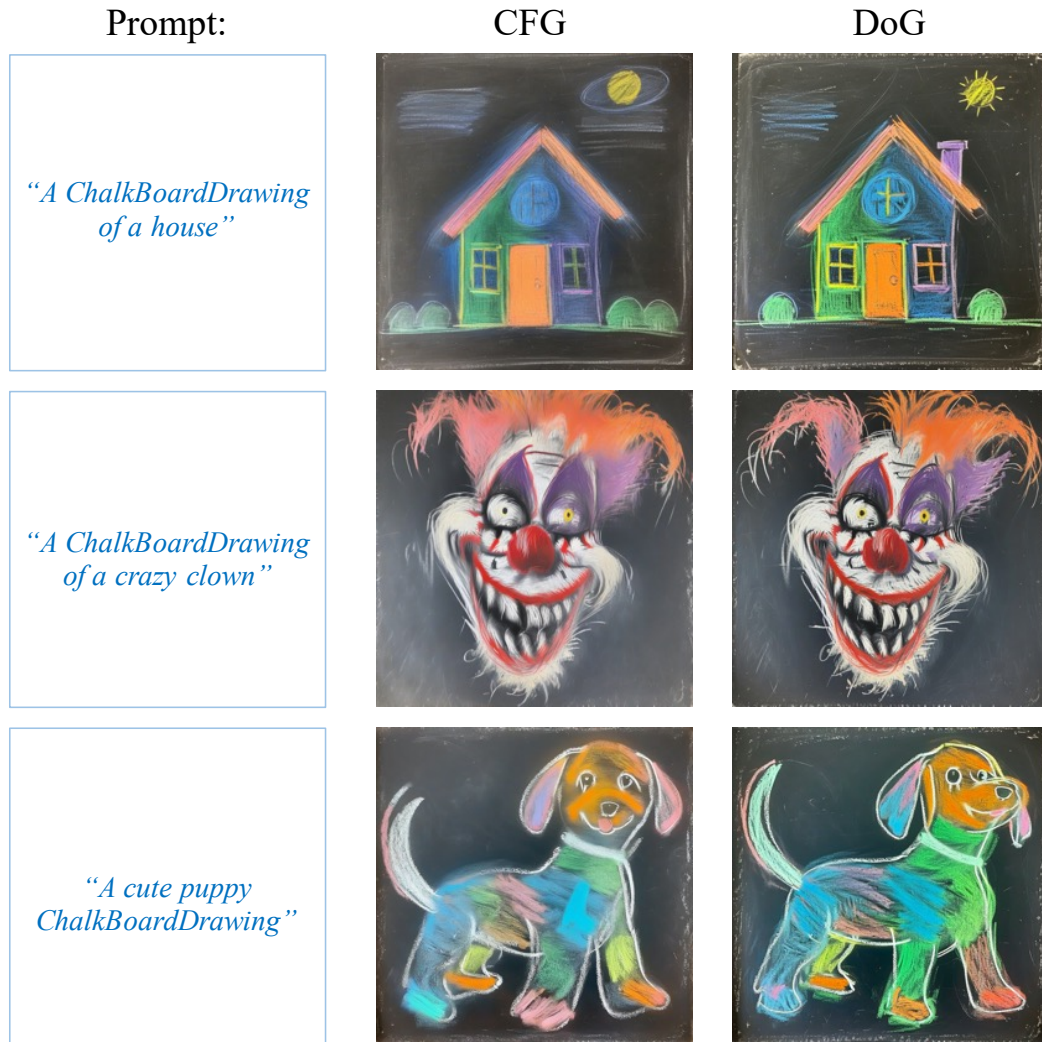 Prompt:
CFG
DoG
“A ChalkBoardDrawing
of a house”
“A ChalkBoardDrawing
of a crazy clown”
“A cute puppy
ChalkBoardDrawing”